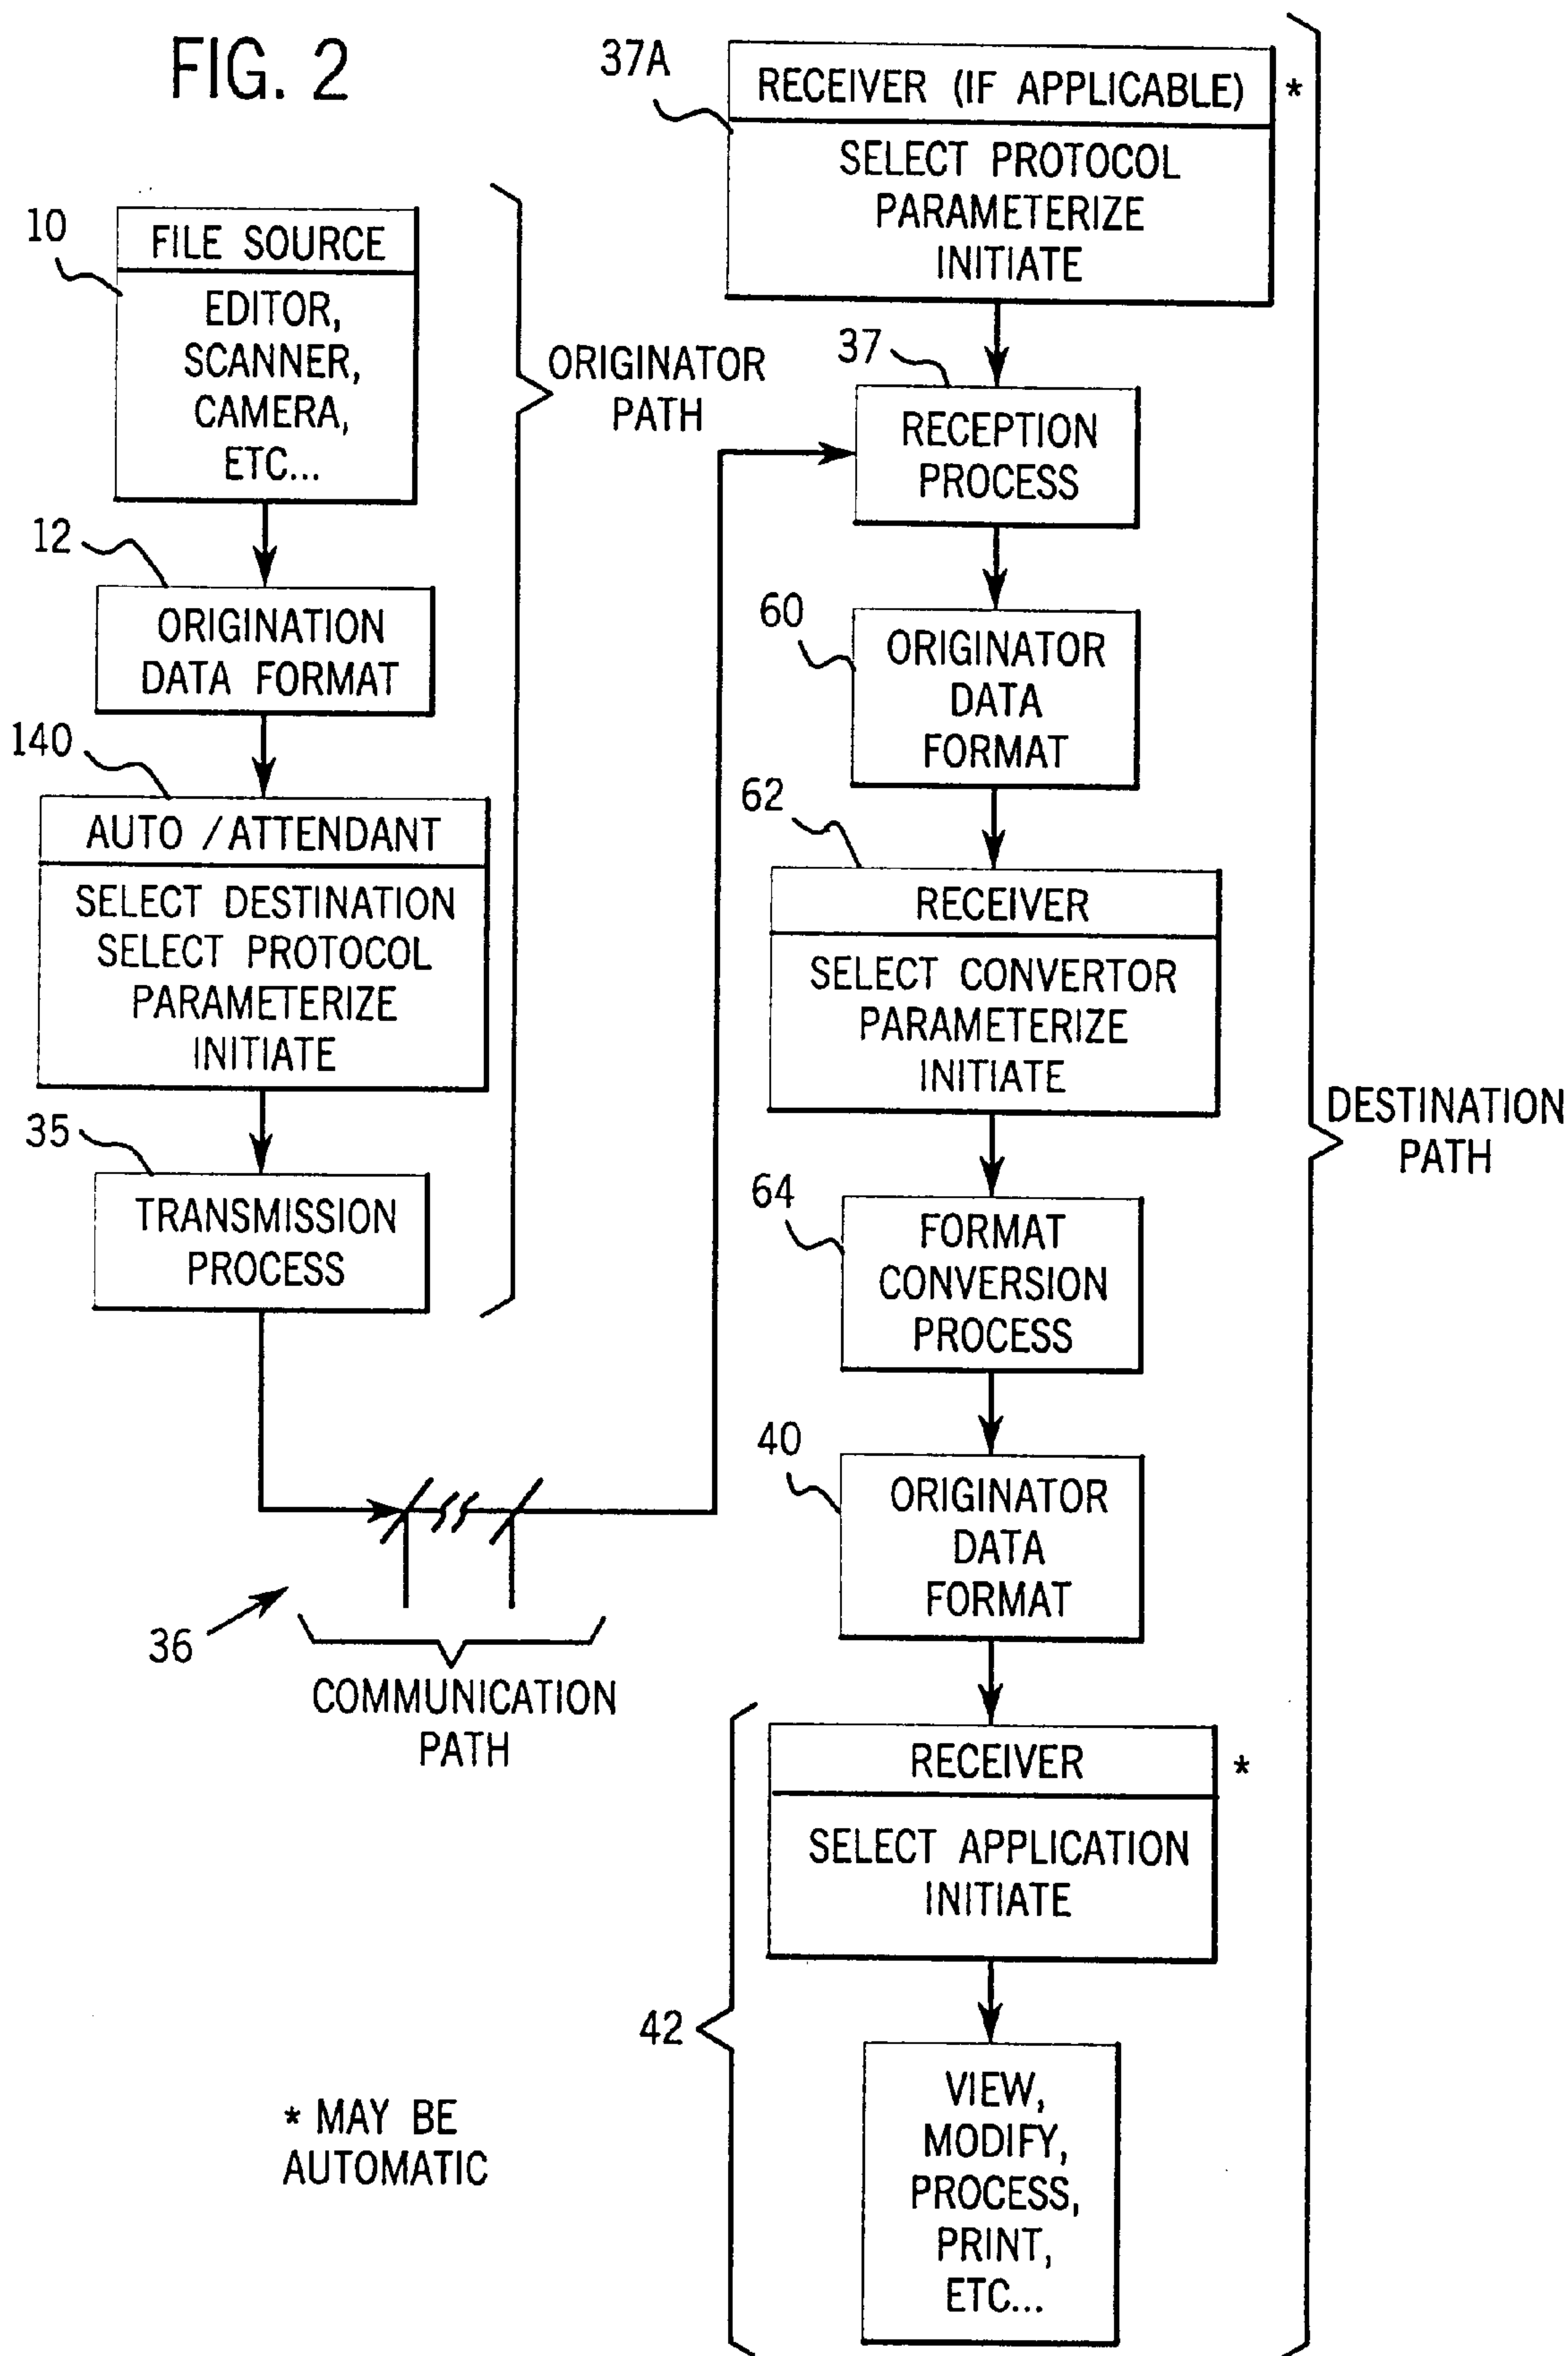 FIG. 2
10
FILE SOURCE
EDITOR,
SCANNER,
CAMERA,
ETC...
ORIGINATOR
PATH
12
ORIGINATION
DATA FORMAT
140
AUTO /ATTENDANT
SELECT DESTINATION
SELECT PROTOCOL
PARAMETERIZE
INITIATE
35
TRANSMISSION
PROCESS
36
COMMUNICATION
PATH
37A
RECEIVER (IF APPLICABLE) *
SELECT PROTOCOL
PARAMETERIZE
INITIATE
37
RECEPTION
PROCESS
60
ORIGINATOR
DATA
FORMAT
62
RECEIVER
SELECT CONVERTOR
PARAMETERIZE
INITIATE
DESTINATION
PATH
64
FORMAT
CONVERSION
PROCESS
40
ORIGINATOR
DATA
FORMAT
RECEIVER *
SELECT APPLICATION
INITIATE
42
VIEW,
MODIFY,
PROCESS,
PRINT,
ETC...
* MAY BE
AUTOMATIC